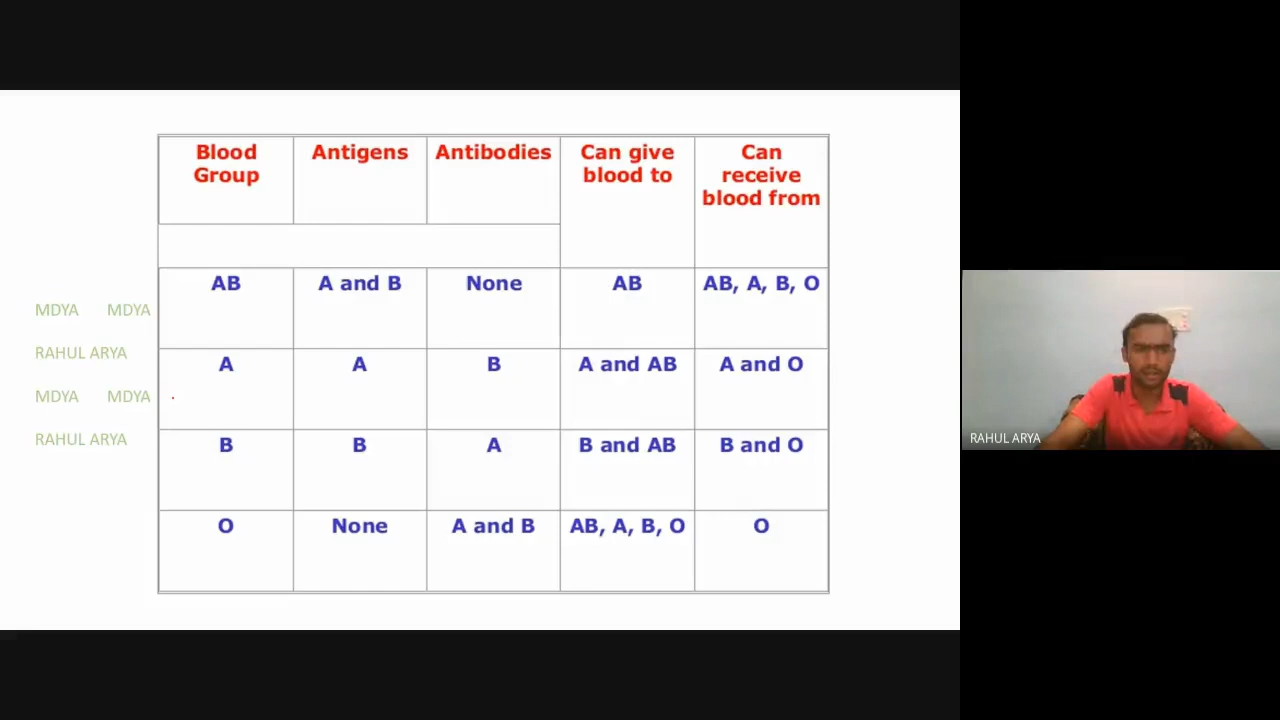 Blood Group Antigens Antibodies Can give blood to Can receive blood from
AB A and B None AB AB, A, B, O
A A B A and AB A and O
B B A B and AB B and O
O None A and B AB, A, B, O O
MDYA MDYA
RAHUL ARYA
MDYA MDYA
RAHUL ARYA
RAHUL ARYA